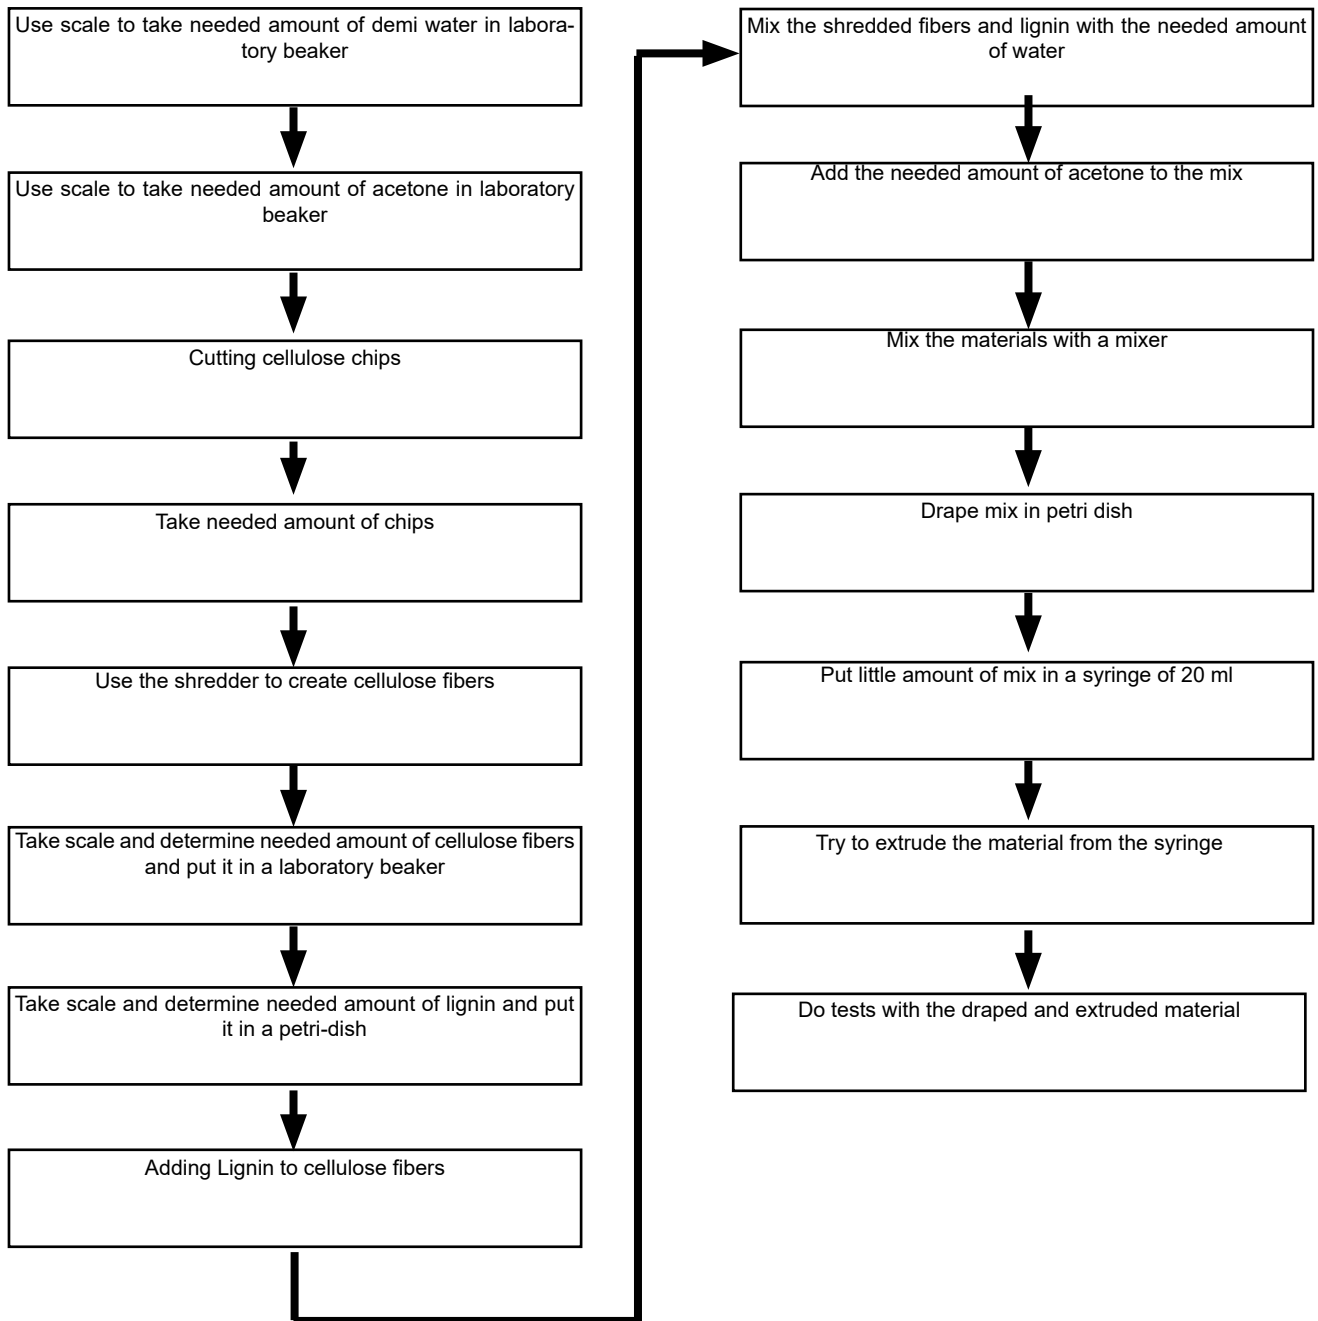 Use scale to take needed amount of demi water in labora-
tory beaker
Use scale to take needed amount of acetone in laboratory
beaker
Cutting cellulose chips
Take needed amount of chips
Use the shredder to create cellulose fibers
Take scale and determine needed amount of cellulose fibers
and put it in a laboratory beaker
Take scale and determine needed amount of lignin and put
it in a petri-dish
Adding Lignin to cellulose fibers
Mix the shredded fibers and lignin with the needed amount
of water
Add the needed amount of acetone to the mix
Mix the materials with a mixer
Drape mix in petri dish
Put little amount of mix in a syringe of 20 ml
Try to extrude the material from the syringe
Do tests with the draped and extruded material